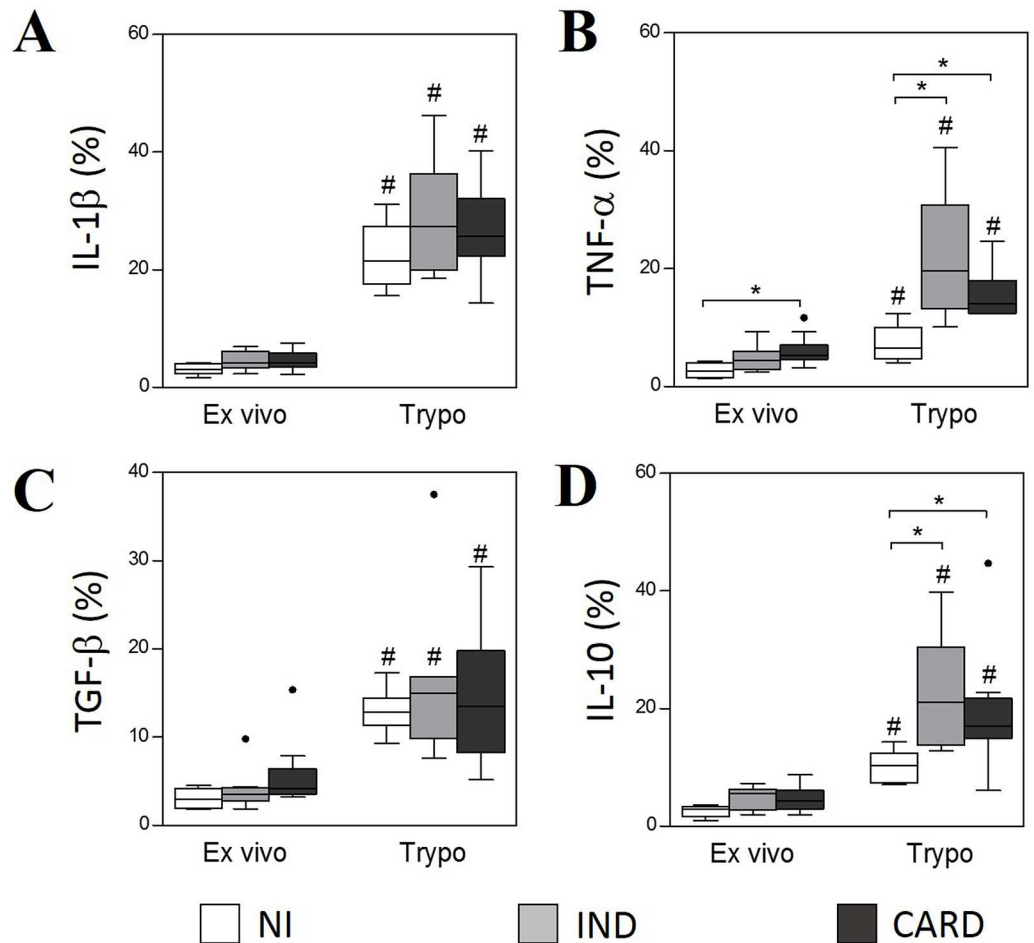 A
IL-1β (%)
60
40
20
0
#
#
#
Ex vivo
Trypo
B
TNF-α (%)
60
40
20
0
*
*
*
#
#
#
Ex vivo
Trypo
C
TGF-β (%)
40
30
20
10
0
#
#
#
Ex vivo
Trypo
D
IL-10 (%)
60
40
20
0
*
*
#
#
#
Ex vivo
Trypo
NI
IND
CARD